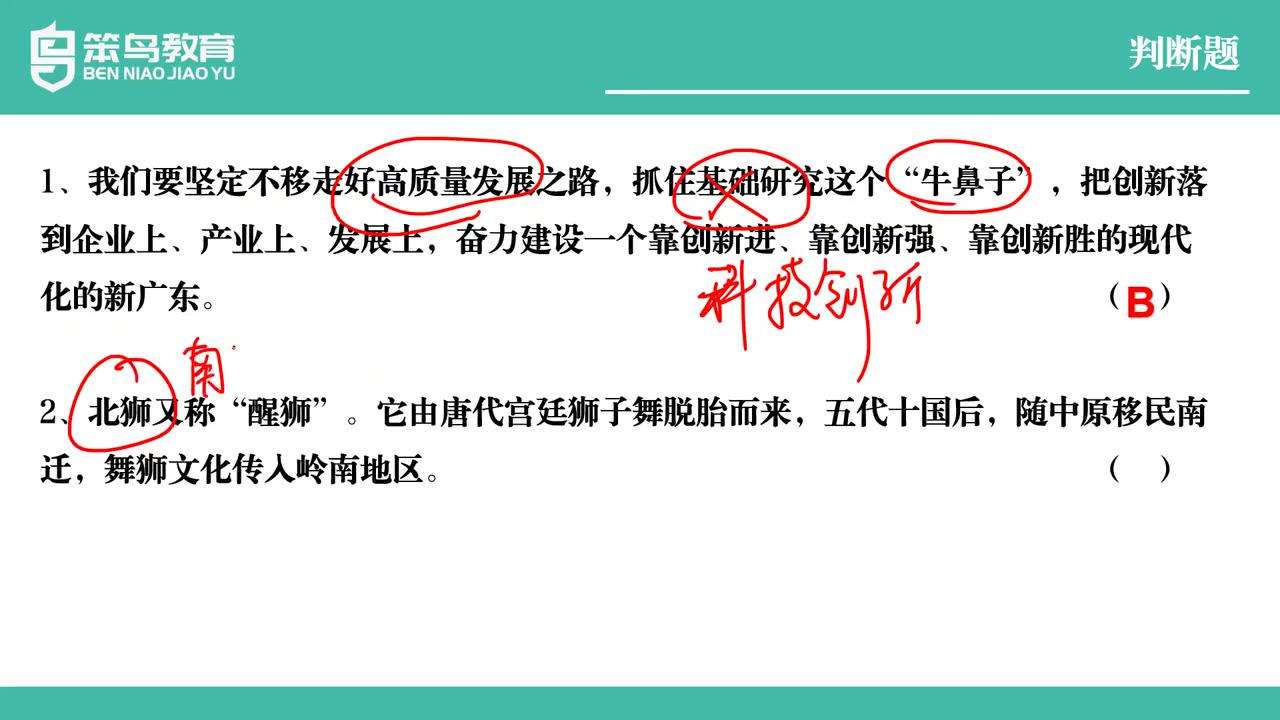 笨鸟教育
BEN NIAO JIAO YU
判断题
1、我们要坚定不移走好高质量发展之路，抓住基础研究这个“牛鼻子”，把创新落
到企业上、产业上、发展上，奋力建设一个靠创新进、靠创新强、靠创新胜的现代
化的新广东。
（B）
科技创新
南
2、北狮又称“醒狮”。它由唐代宫廷狮子舞脱胎而来，五代十国后，随中原移民南
迁，舞狮文化传入岭南地区。
（ ）